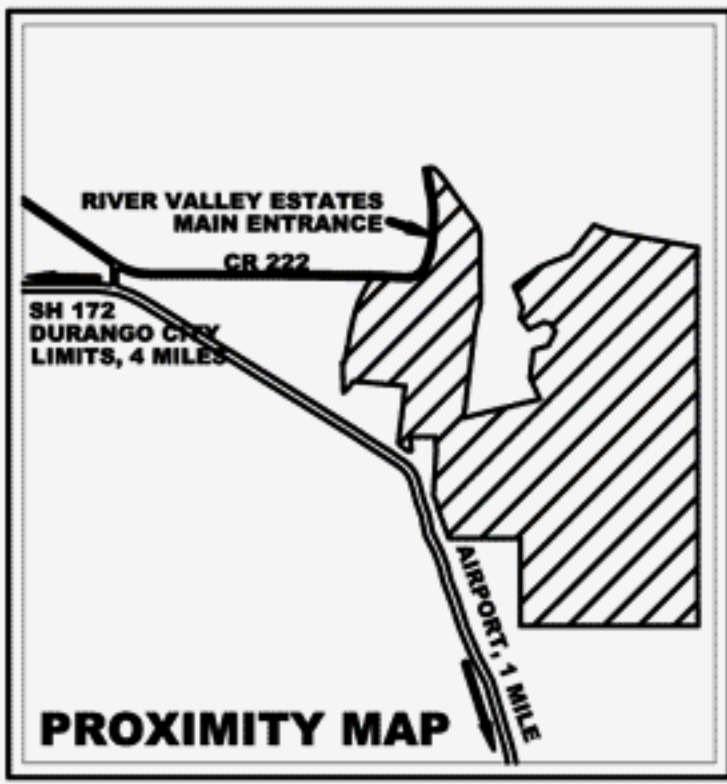 RIVER VALLEY ESTATES
MAIN ENTRANCE
CR 222
SH 172
DURANGO CITY
LIMITS, 4 MILES
AIRPORT, 1 MILE
PROXIMITY MAP